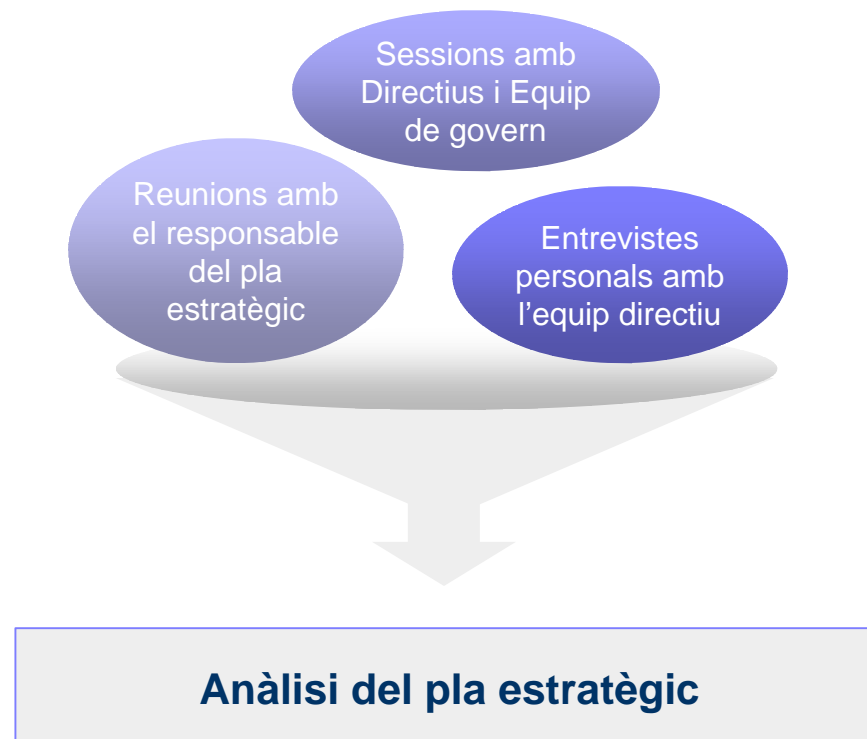 Sessions amb
Directius i Equip
de govern
Reunions amb
el responsable
del pla
estratègic
Entrevistes
personals amb
l’equip directiu
Anàlisi del pla estratègic